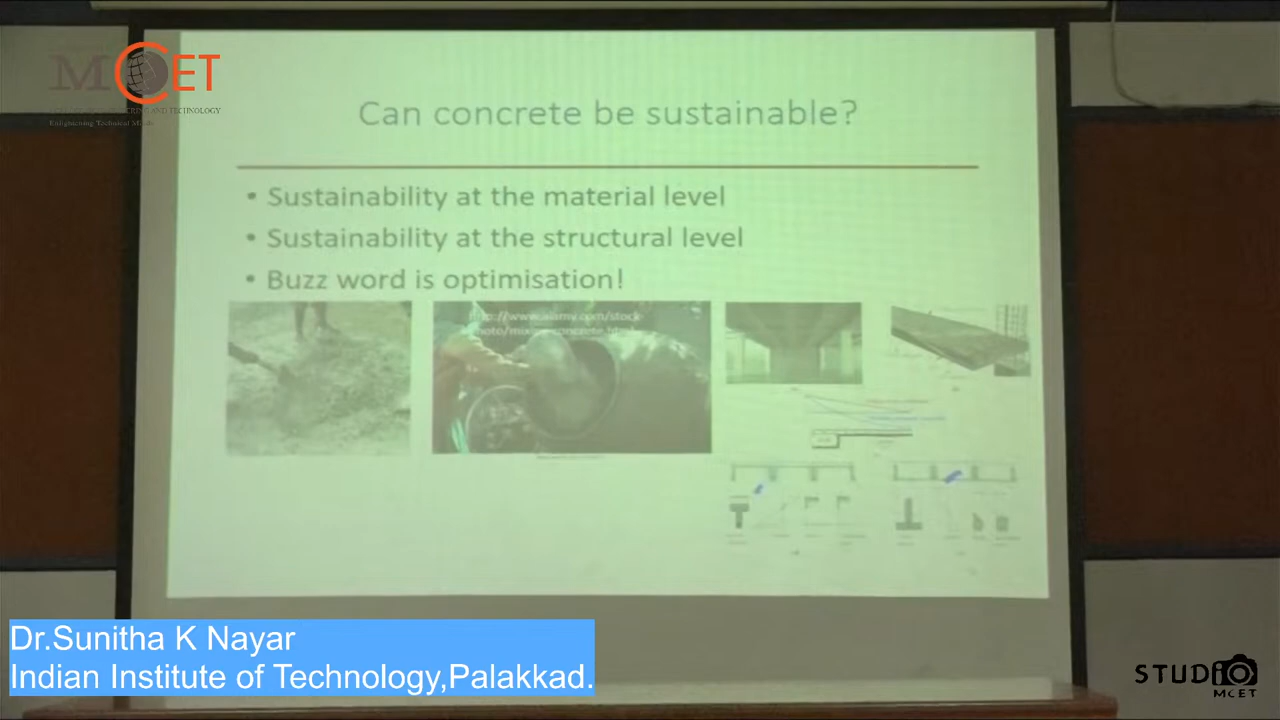 MCET
Can concrete be sustainable?
• Sustainability at the material level
• Sustainability at the structural level
• Buzz word is optimisation!
Dr.Sunitha K Nayar
Indian Institute of Technology,Palakkad.
STUDIO
MCET